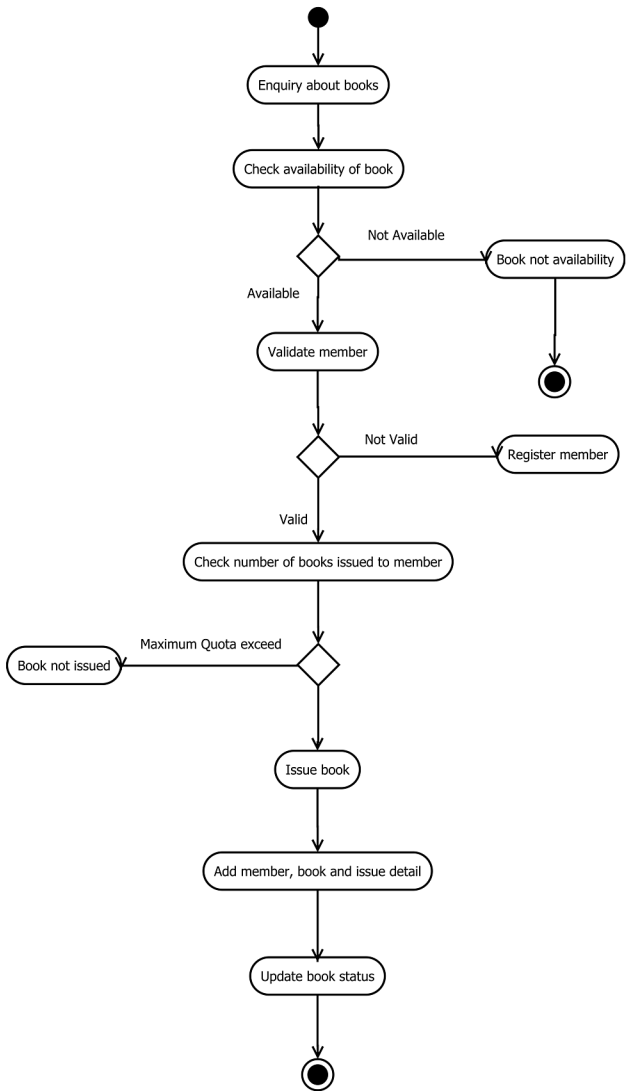 Enquiry about books
Check availability of book
Not Available
Book not availability
Available
Validate member
Not Valid
Register member
Valid
Check number of books issued to member
Maximum Quota exceed
Book not issued
Issue book
Add member, book and issue detail
Update book status